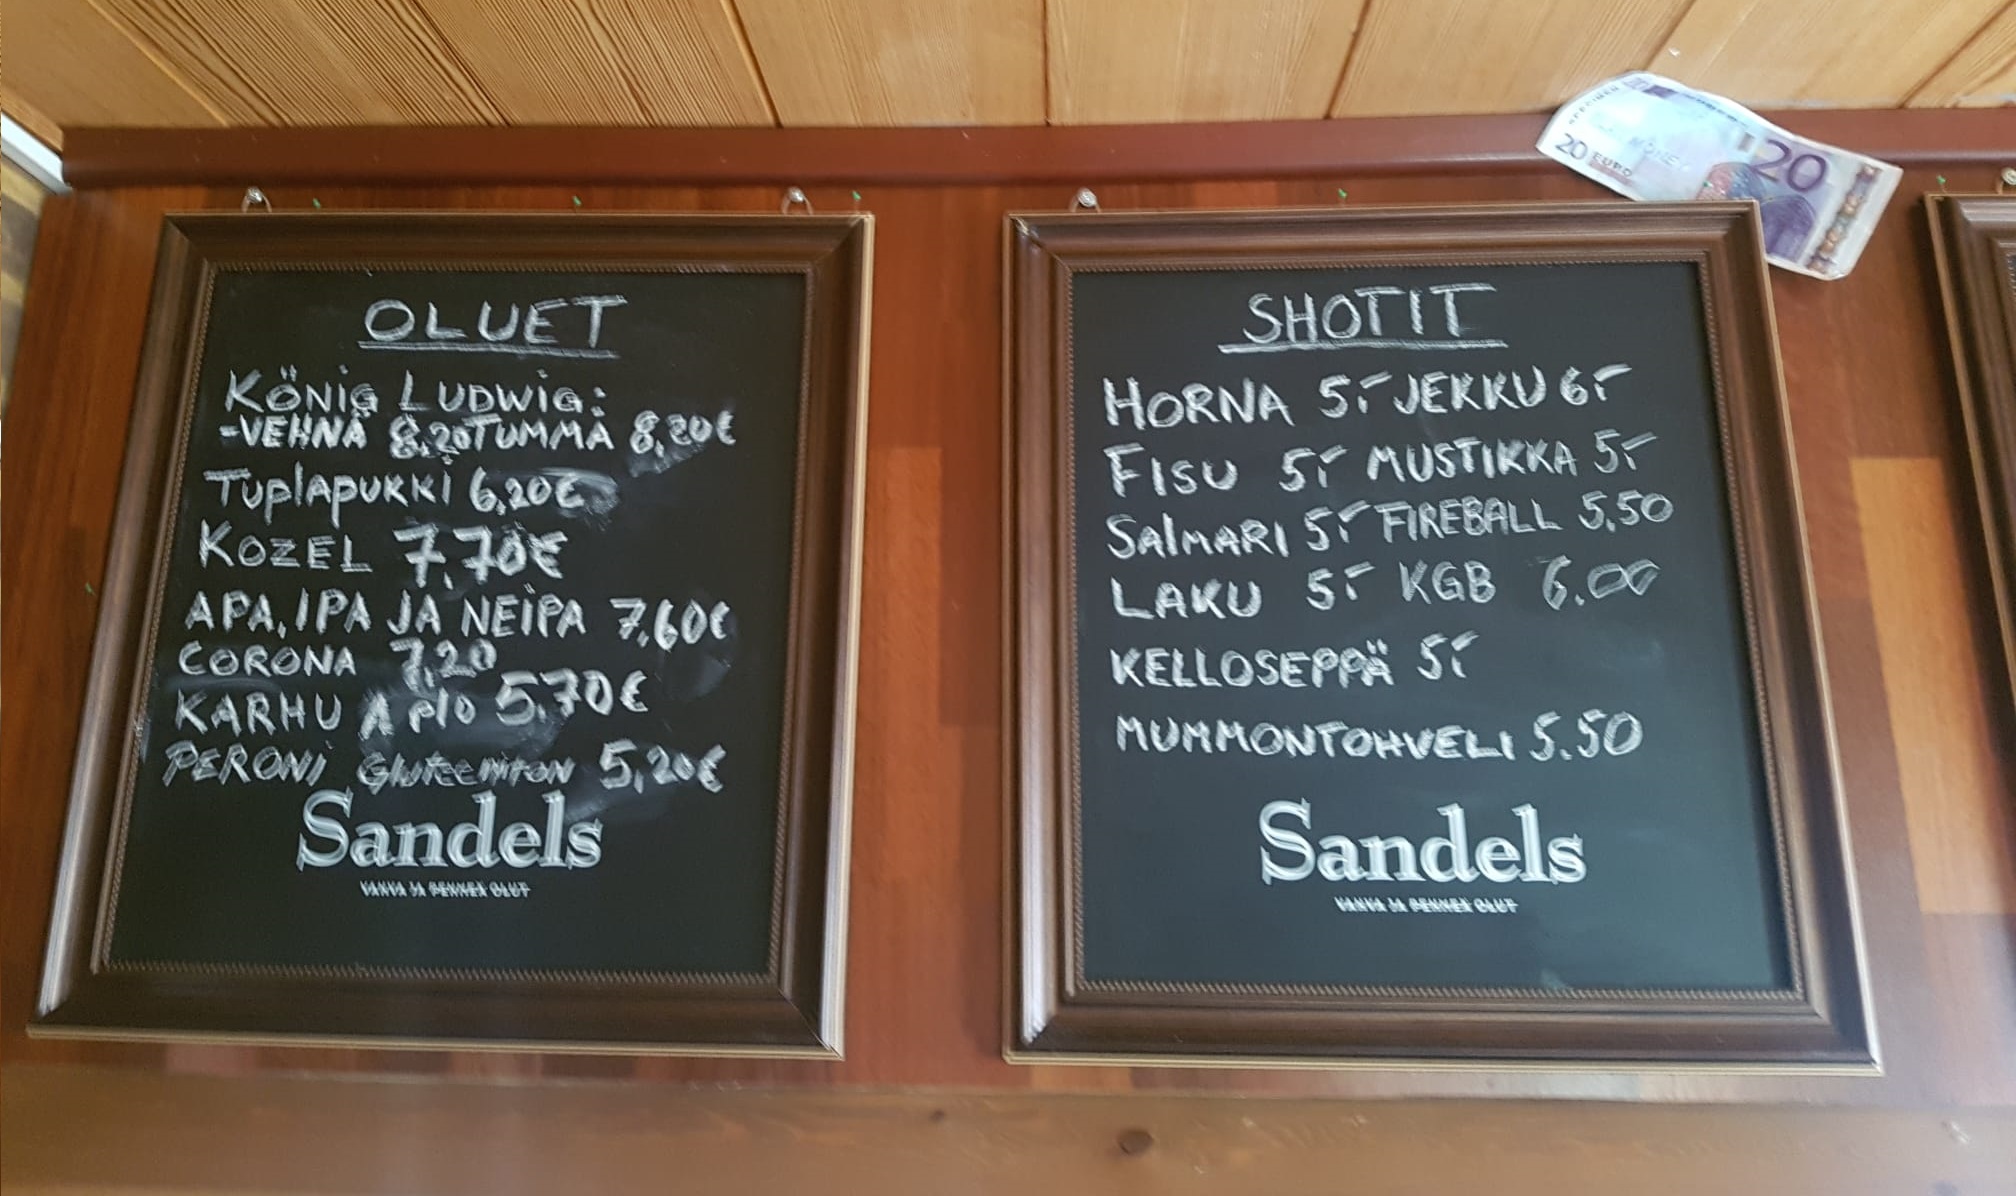 OLUET
KÖNIG LUDWIG:
-VEHNÄ 8,20 TUMMA 8,20€
Tuplapukki 6,20€
KOZEL 7,70€
APA, IPA JA NEIPA 7,60€
CORONA 7,20
KARHU A plo 5.70€
PERONI Gluteeniton 5,20€
Sandels
VAHVA JA PEHMEÄ OLUT
SHOTIT
HORNA 5,- JEKKU 6,-
FISU 5,- MUSTIKKA 5,-
SALMARI 5,- FIREBALL 5.50
LAKU 5,- KGB 6.00
KELLOSEPPÄ 5,-
MUMMONTOHVELI 5.50
Sandels
VAHVA JA PEHMEÄ OLUT
20 EURO
20